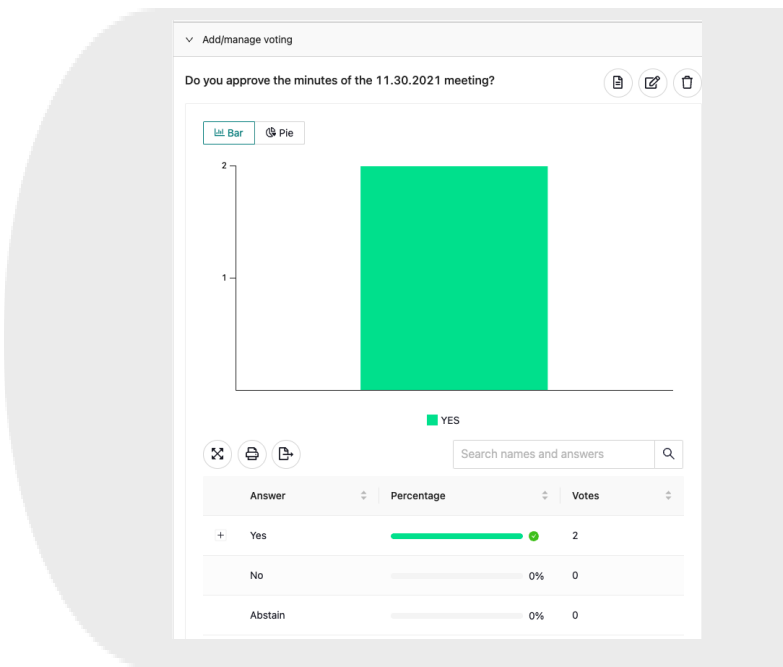 Add/manage voting
Do you approve the minutes of the 11.30.2021 meeting?
Bar Pie
2
1
YES
Search names and answers
Answer Percentage Votes
Yes 2
No 0% 0
Abstain 0% 0